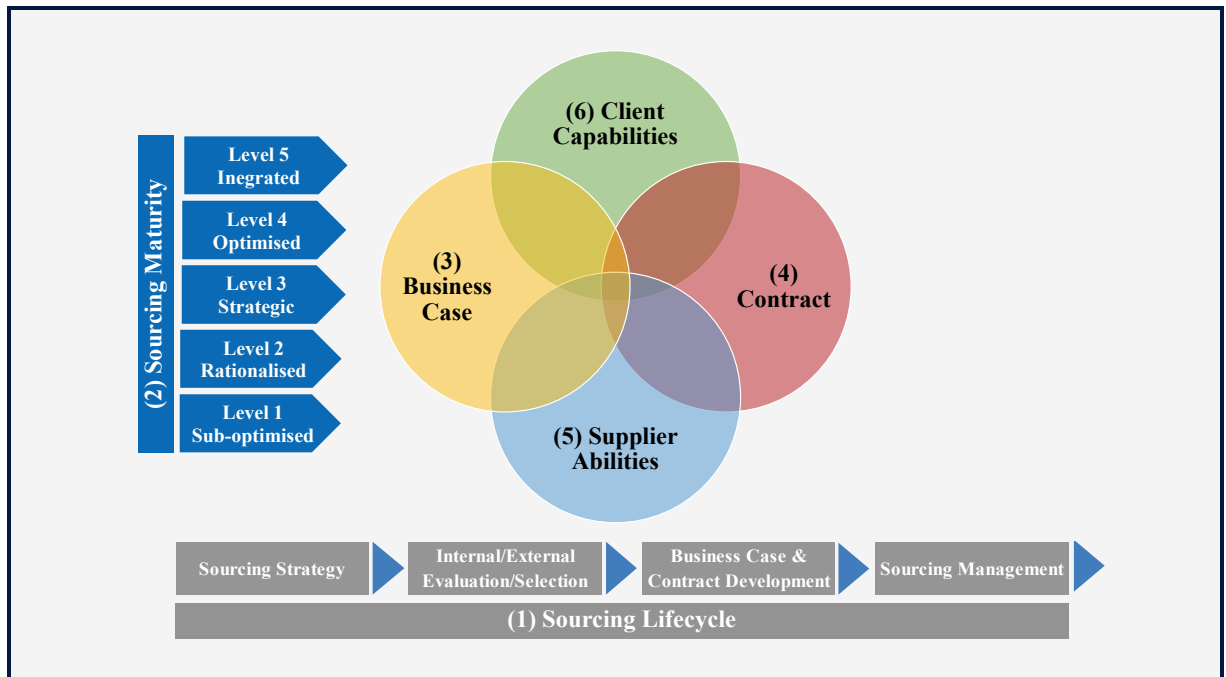 (6) Client
Capabilities
(2) Sourcing Maturity
Level 5
Inegrated
Level 4
Optimised
Level 3
Strategic
Level 2
Rationalised
Level 1
Sub-optimised
(3)
Business
Case
(4)
Contract
(5) Supplier
Abilities
Sourcing Strategy
Internal/External
Evaluation/Selection
Business Case &
Contract Development
Sourcing Management
(1) Sourcing Lifecycle